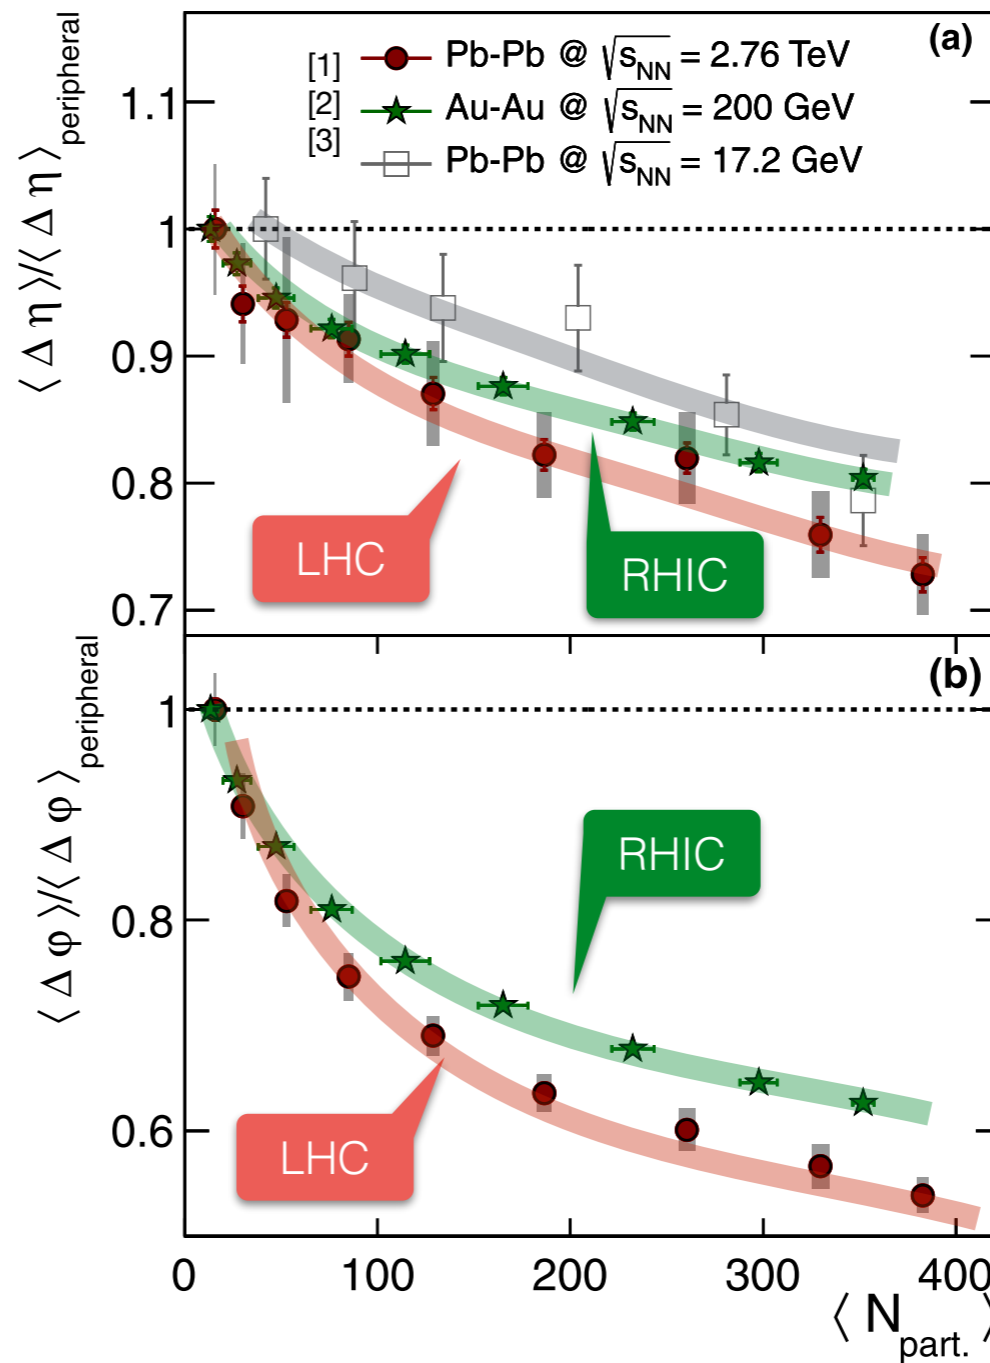 (a)
[1] Pb-Pb @ √sNN = 2.76 TeV
[2] Au-Au @ √sNN = 200 GeV
[3] Pb-Pb @ √sNN = 17.2 GeV
⟨Δη⟩/⟨Δη⟩peripheral
1.1
1
0.9
0.8
0.7
LHC
RHIC
(b)
⟨Δφ⟩/⟨Δφ⟩peripheral
1
0.8
0.6
RHIC
LHC
0 100 200 300 400
⟨Npart.⟩